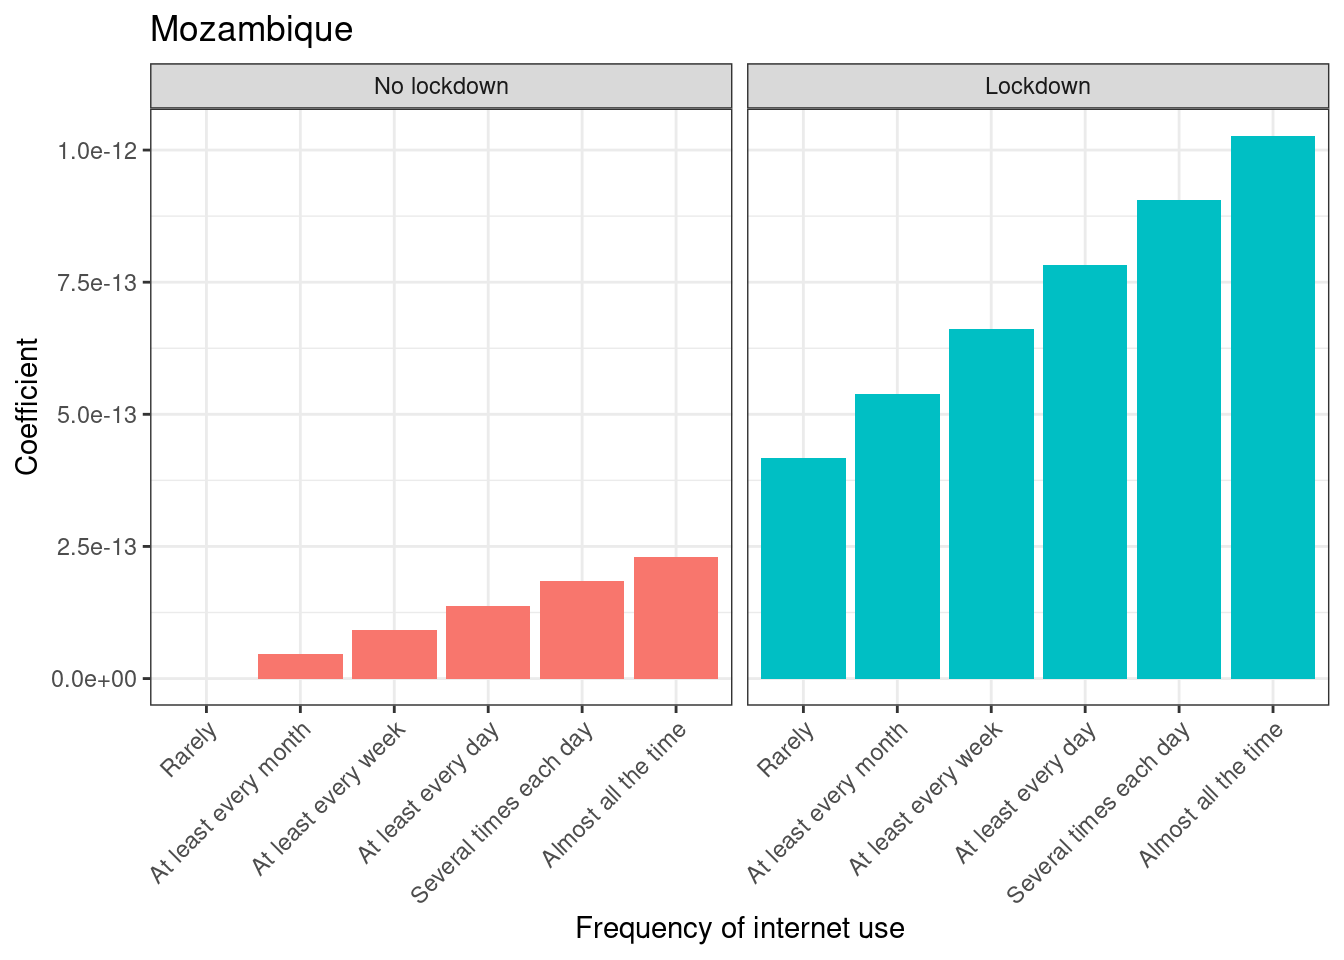 Mozambique
No lockdown
Lockdown
Coefficient
1.0e-12
7.5e-13
5.0e-13
2.5e-13
0.0e+00
Rarely
At least every month
At least every week
At least every day
Several times each day
Almost all the time
Rarely
At least every month
At least every week
At least every day
Several times each day
Almost all the time
Frequency of internet use